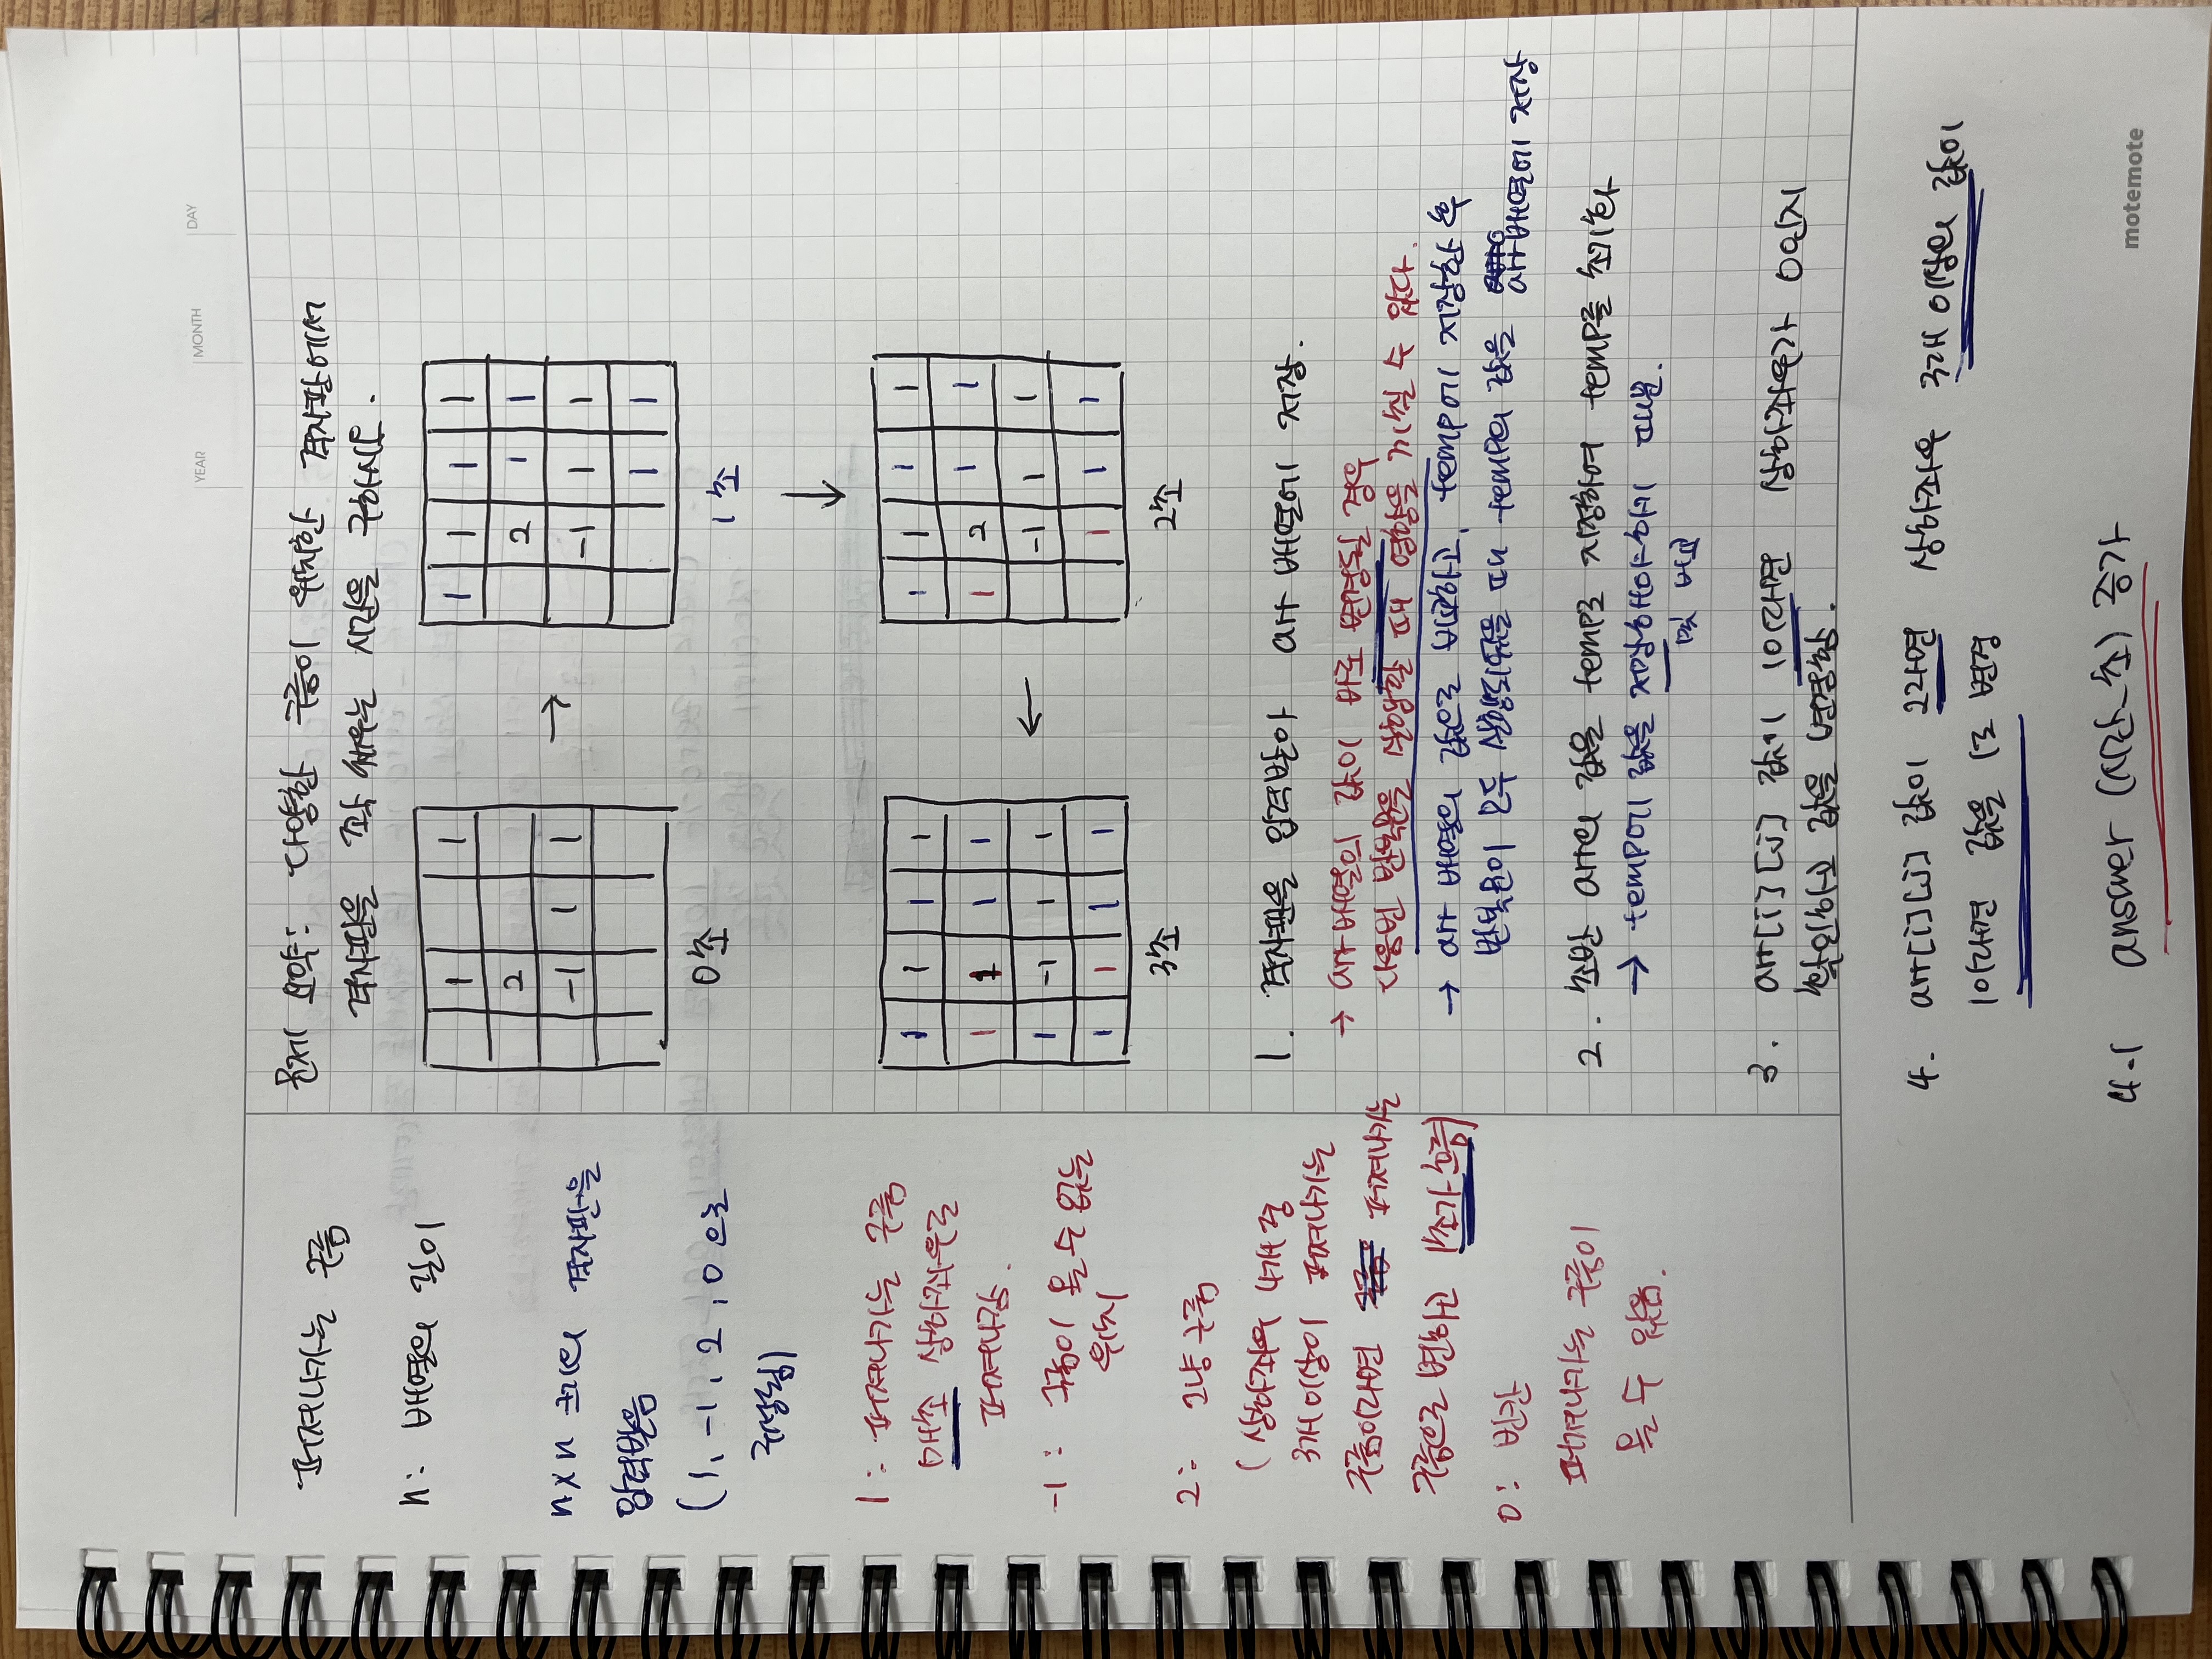 YEAR MONTH DAY
퍼져나가는 구름
n: 배열의 길이
n x n 크기의 격자판을
입력받음
(1, -1, 2, 0 으로
구성됨)
1: 퍼져나가는 구름
매초 상하좌우로
퍼져나감.
-1: 구름이 올 수 없는
위치
2: 그냥 구름
(상하좌우 4개 중
3개 이상이 퍼져나가는
구름이라면 퍼져나가는
구름으로 변하고 1초가 흐름)
0: 빈칸
퍼져나가는 구름이
올 수 있음.
문제 요약: 다양한 구름이 위치한 격자판에서
격자판을 꽉 채우는 시간을 구하시오.
1 1
2
-1 1 1
0초
→
1 1 1 1
2 1 1
-1 1 1
1 1
1초
↓
1 1 1 1
1 2 1 1
-1 1 1
1 1 1
2초
←
1 1 1 1
1 1 1 1
1 -1 1 1
1 1 1 1
3초
1. 격자판을 입력받아 arr 배열에 저장.
→ arr 배열의 값이 바로 변경될 경우
다음번 반복문을 실행할 때 영향을 끼칠 수 있다.
→ arr 배열의 값으로 비교하고, temp에 저장한 후
반복문이 모두 실행되었을 때 temp의 값을 arr배열에 저장
2. 초반 arr의 값을 temp로 지정하여 temp를 초기화
→ temp에 값을 저장해야하기 때문.
및 비교
3. arr[i][j] 값이 1이라면 상하좌우가 0인지
확인하고 값을 변경함.
4. arr[i][j] 값이 2라면 상하좌우 3개 이상의 값이
1이라면 값을 1로 변경
4-1 answer (시간_초) 증가
motemote